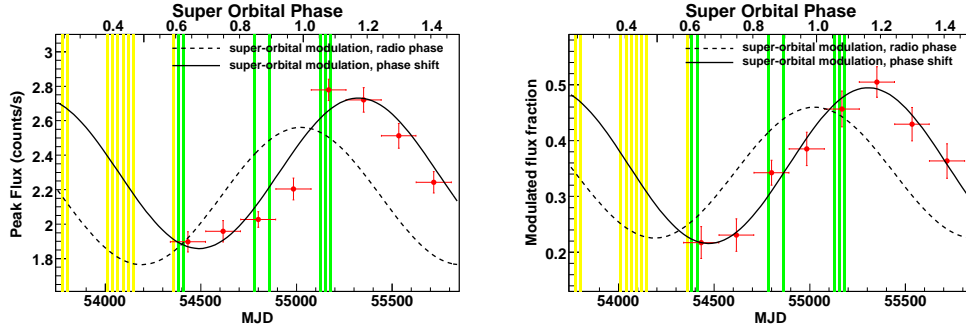 Super Orbital Phase
0.4 0.6 0.8 1.0 1.2 1.4
super-orbital modulation, radio phase
super-orbital modulation, phase shift
Peak Flux (counts/s)
3
2.8
2.6
2.4
2.2
2
1.8
54000 54500 55000 55500
MJD
Super Orbital Phase
0.4 0.6 0.8 1.0 1.2 1.4
super-orbital modulation, radio phase
super-orbital modulation, phase shift
Modulated flux fraction
0.5
0.4
0.3
0.2
54000 54500 55000 55500
MJD